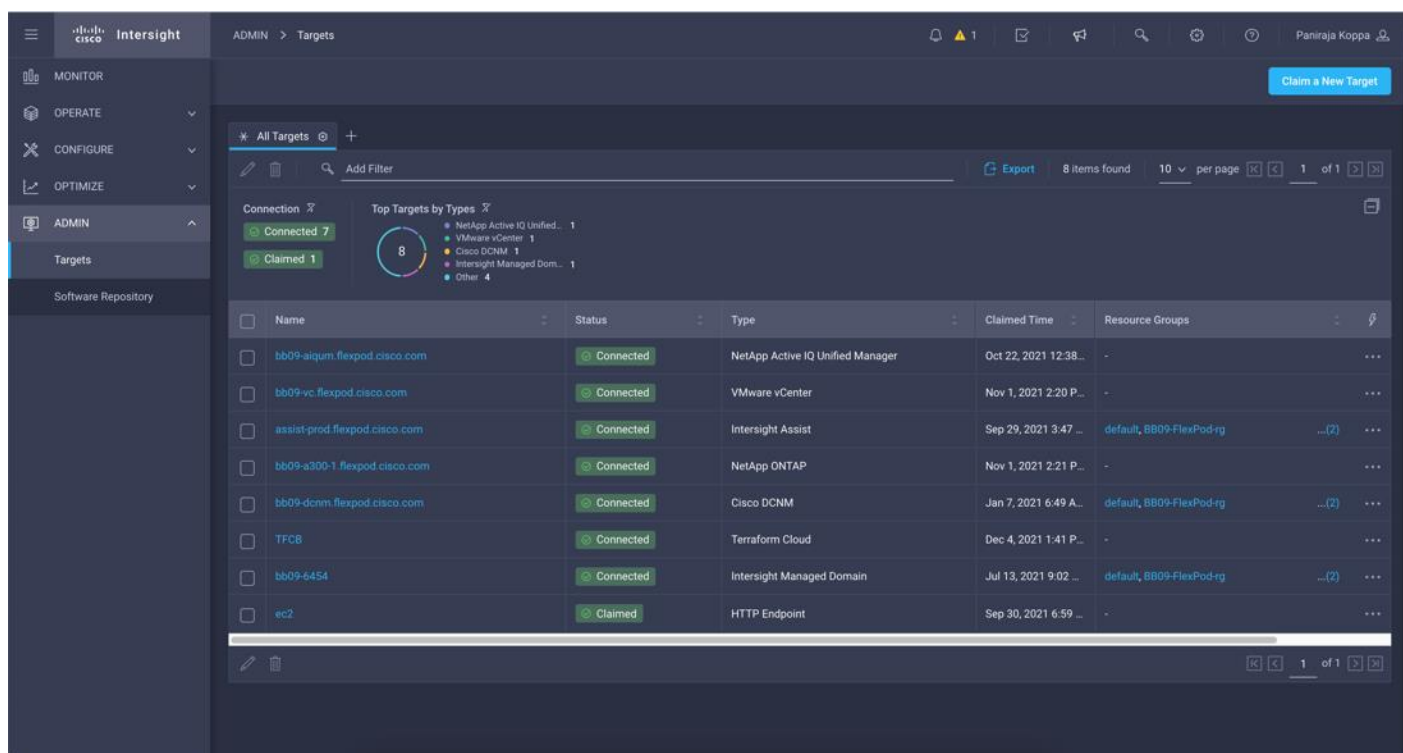 cisco Intersight
ADMIN > Targets
1
Paniraja Koppa
MONITOR
OPERATE
CONFIGURE
OPTIMIZE
ADMIN
Targets
Software Repository
Claim a New Target
All Targets
Add Filter
Export 8 items found 10 per page 1 of 1
Connection
Connected 7
Claimed 1
Top Targets by Types
8
NetApp Active IQ Unified... 1
VMware vCenter 1
Cisco DCNM 1
Intersight Managed Dom... 1
Other 4
Name Status Type Claimed Time Resource Groups
bb09-aiqum.flexpod.cisco.com Connected NetApp Active IQ Unified Manager Oct 22, 2021 12:38... - ...
bb09-vc.flexpod.cisco.com Connected VMware vCenter Nov 1, 2021 2:20 P... - ...
assist-prod.flexpod.cisco.com Connected Intersight Assist Sep 29, 2021 3:47 ... default, BB09-FlexPod-rg ...(2) ...
bb09-a300-1.flexpod.cisco.com Connected NetApp ONTAP Nov 1, 2021 2:21 P... - ...
bb09-dcnm.flexpod.cisco.com Connected Cisco DCNM Jan 7, 2021 6:49 A... default, BB09-FlexPod-rg ...(2) ...
TFCB Connected Terraform Cloud Dec 4, 2021 1:41 P... - ...
bb09-6454 Connected Intersight Managed Domain Jul 13, 2021 9:02 ... default, BB09-FlexPod-rg ...(2) ...
ec2 Claimed HTTP Endpoint Sep 30, 2021 6:59 ... - ...
1 of 1